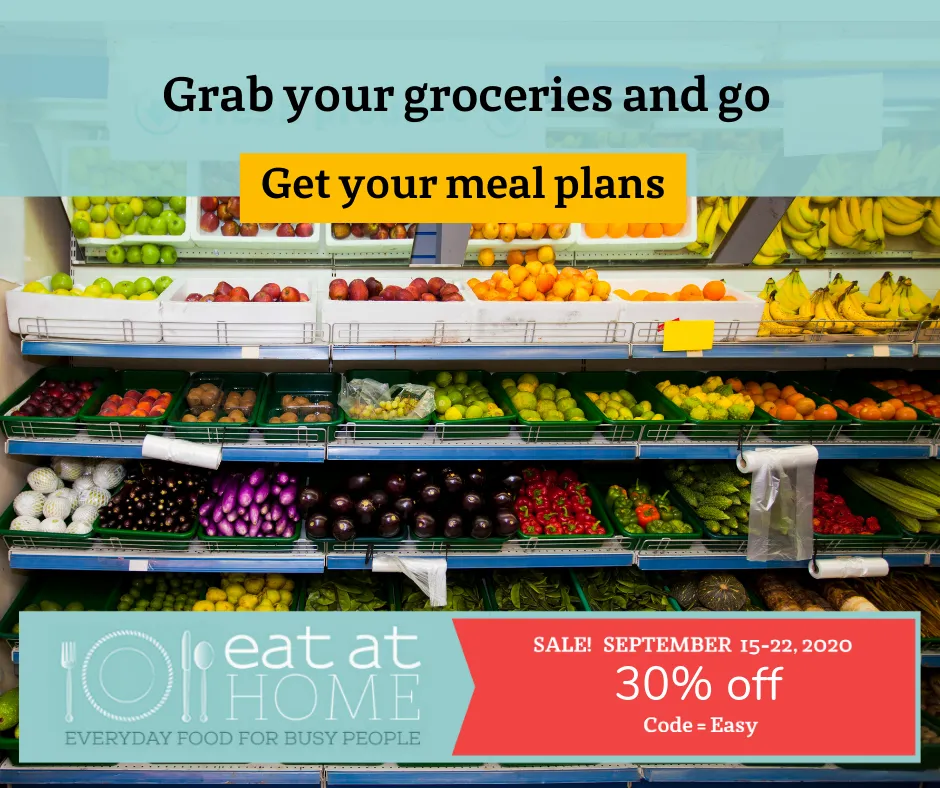 Grab your groceries and go
Get your meal plans
eat at
HOME
EVERYDAY FOOD FOR BUSY PEOPLE
SALE! SEPTEMBER 15-22, 2020
30% off
Code = Easy